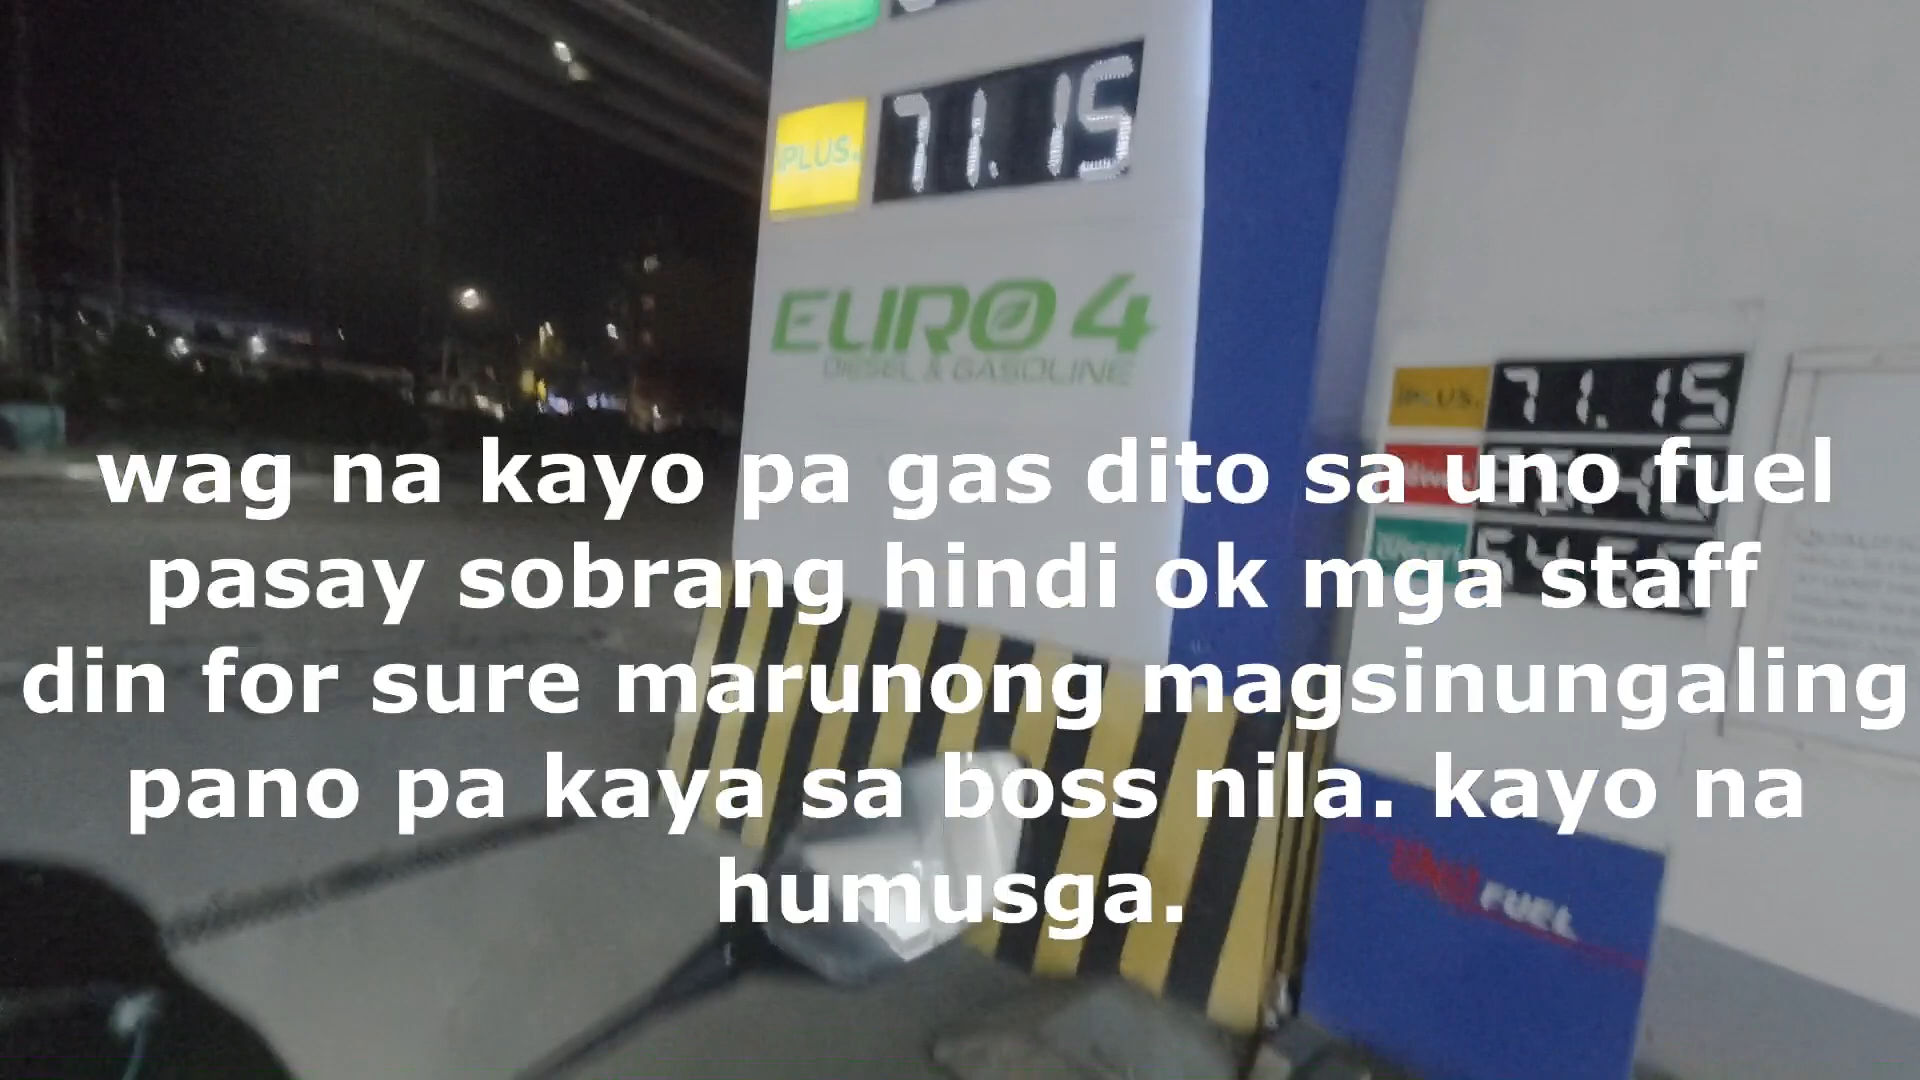 71.15
PLUS.
EURO 4
DIESEL & GASOLINE
71.15
wag na kayo pa gas dito sa uno fuel
pasay sobrang hindi ok mga staff
din for sure marunong magsinungaling
pano pa kaya sa boss nila. kayo na
humusga.
UNO FUEL